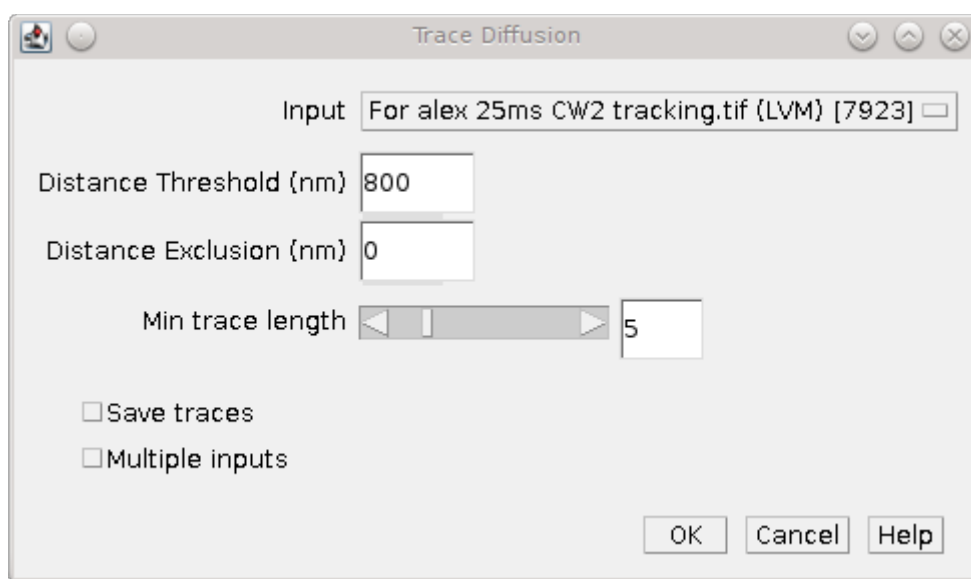 Trace Diffusion
Input For alex 25ms CW2 tracking.tif (LVM) [7923]
Distance Threshold (nm) 800
Distance Exclusion (nm) 0
Min trace length 5
Save traces
Multiple inputs
OK Cancel Help